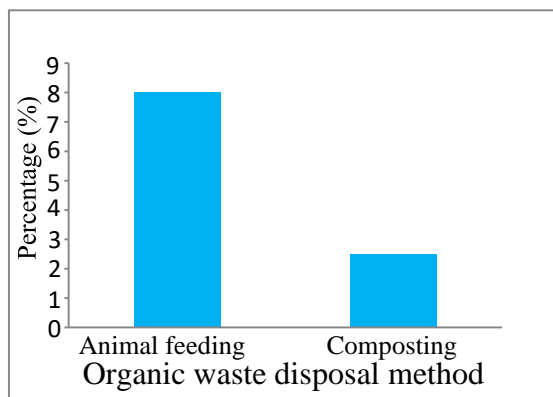 Percentage (%)
9
8
7
6
5
4
3
2
1
0
Animal feeding
Composting
Organic waste disposal method